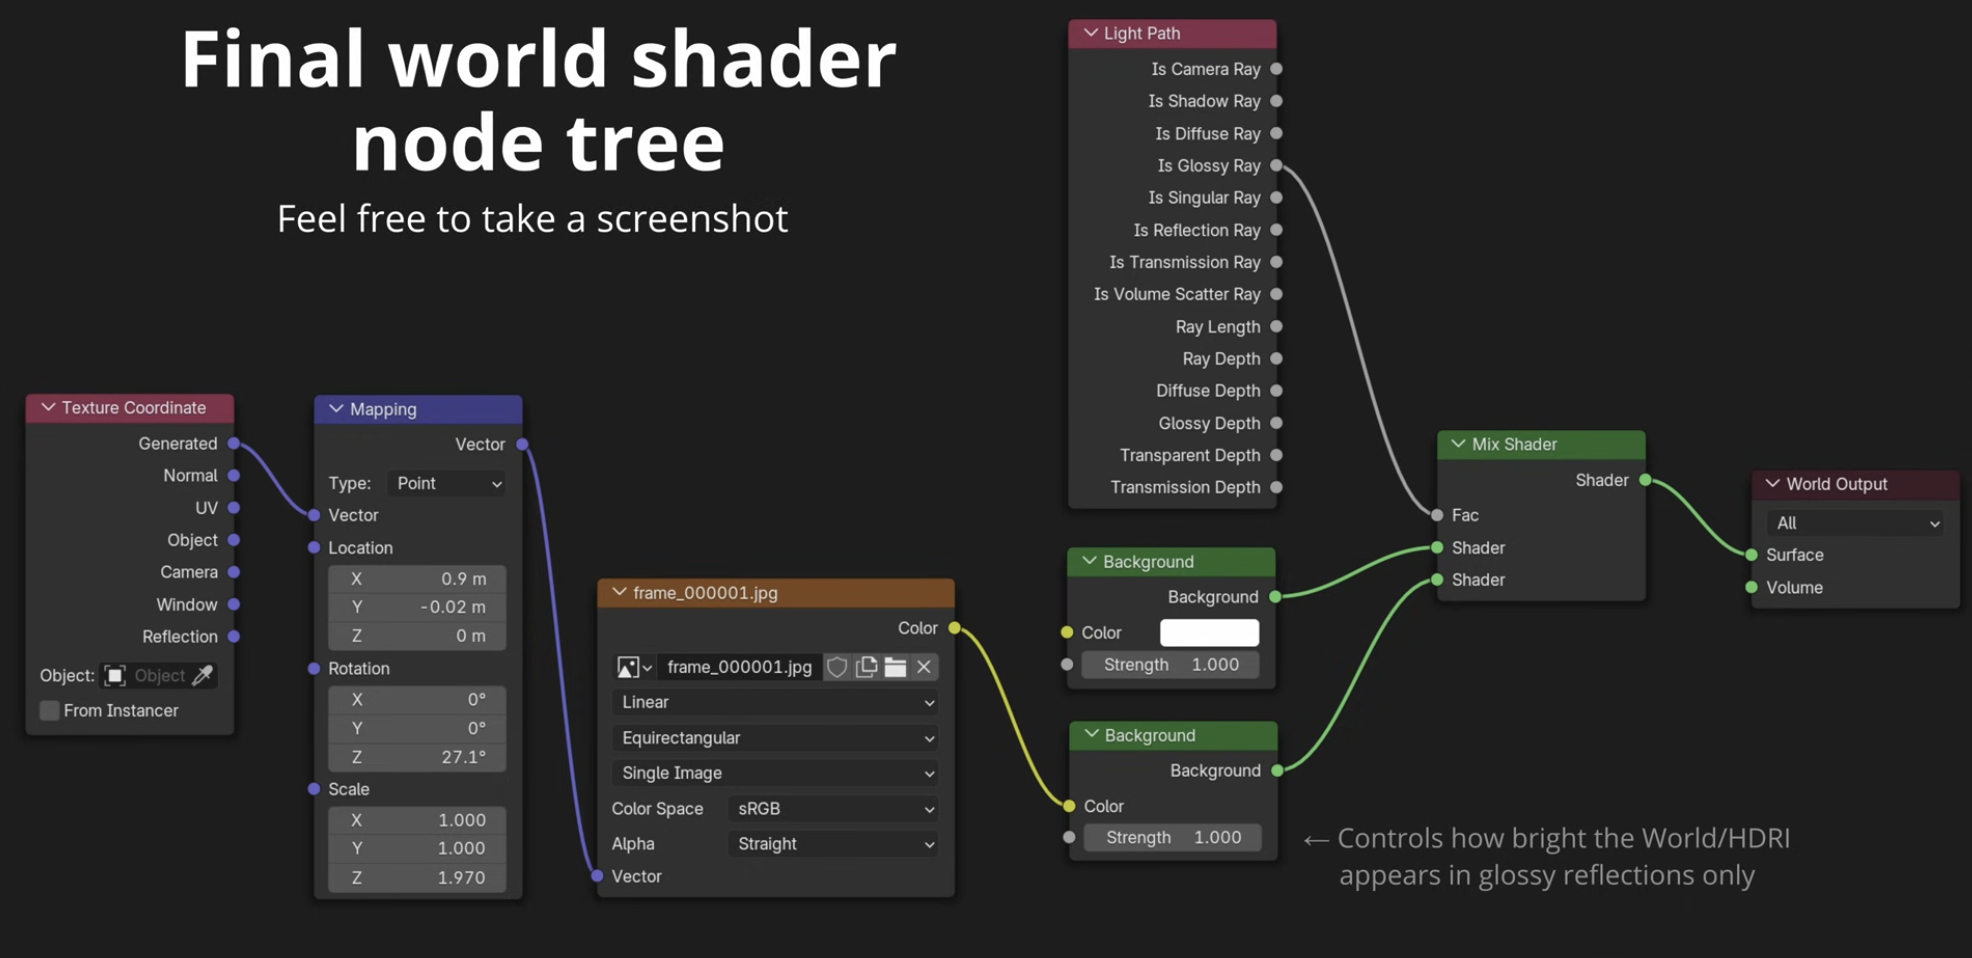 Final world shader
node tree
Feel free to take a screenshot
Light Path
Is Camera Ray
Is Shadow Ray
Is Diffuse Ray
Is Glossy Ray
Is Singular Ray
Is Reflection Ray
Is Transmission Ray
Is Volume Scatter Ray
Ray Length
Ray Depth
Diffuse Depth
Glossy Depth
Transparent Depth
Transmission Depth
Texture Coordinate
Generated
Normal
UV
Object
Camera
Window
Reflection
Object: Object
From Instancer
Mapping
Vector
Type: Point
Vector
Location
X 0.9 m
Y -0.02 m
Z 0 m
Rotation
X 0°
Y 0°
Z 27.1°
Scale
X 1.000
Y 1.000
Z 1.970
frame_000001.jpg
Color
frame_000001.jpg
Linear
Equirectangular
Single Image
Color Space sRGB
Alpha Straight
Vector
Background
Background
Color
Strength 1.000
Background
Background
Color
Strength 1.000
← Controls how bright the World/HDRI
appears in glossy reflections only
Mix Shader
Shader
Fac
Shader
Shader
World Output
All
Surface
Volume